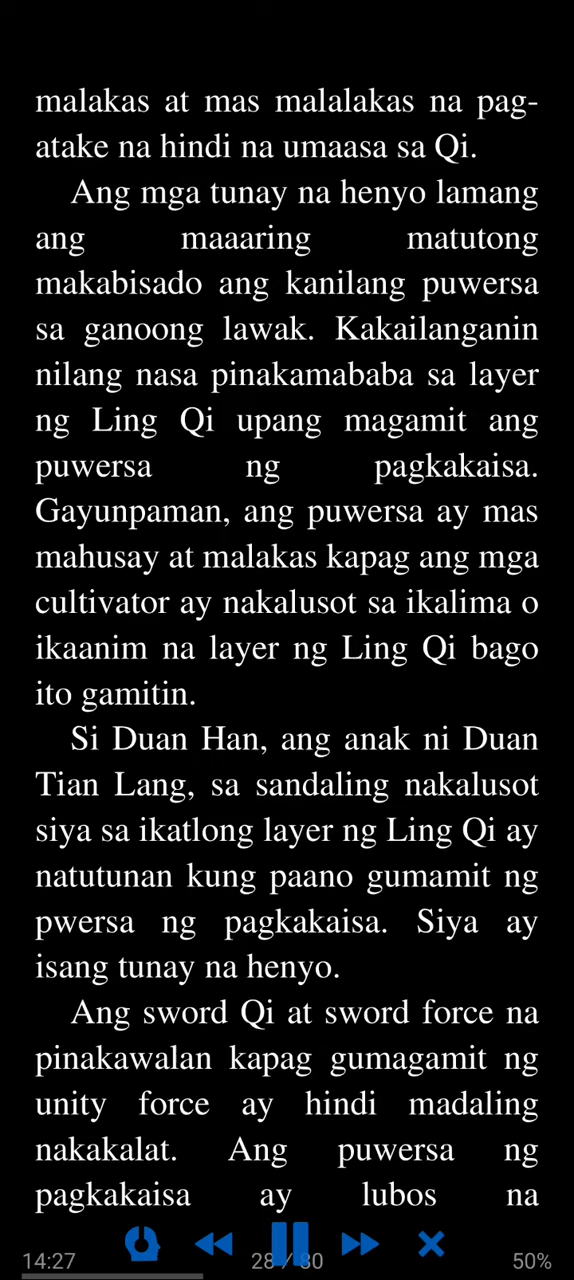 malakas at mas malalakas na pag-
atake na hindi na umaasa sa Qi.
Ang mga tunay na henyo lamang
ang maaaring matutong
makabisado ang kanilang puwersa
sa ganoong lawak. Kakailanganin
nilang nasa pinakamababa sa layer
ng Ling Qi upang magamit ang
puwersa ng pagkakaisa.
Gayunpaman, ang puwersa ay mas
mahusay at malakas kapag ang mga
cultivator ay nakalusot sa ikalima o
ikaanim na layer ng Ling Qi bago
ito gamitin.
Si Duan Han, ang anak ni Duan
Tian Lang, sa sandaling nakalusot
siya sa ikatlong layer ng Ling Qi ay
natutunan kung paano gumamit ng
pwersa ng pagkakaisa. Siya ay
isang tunay na henyo.
Ang sword Qi at sword force na
pinakawalan kapag gumagamit ng
unity force ay hindi madaling
nakakalat. Ang puwersa ng
pagkakaisa ay lubos na
14:27 28 / 80 50%